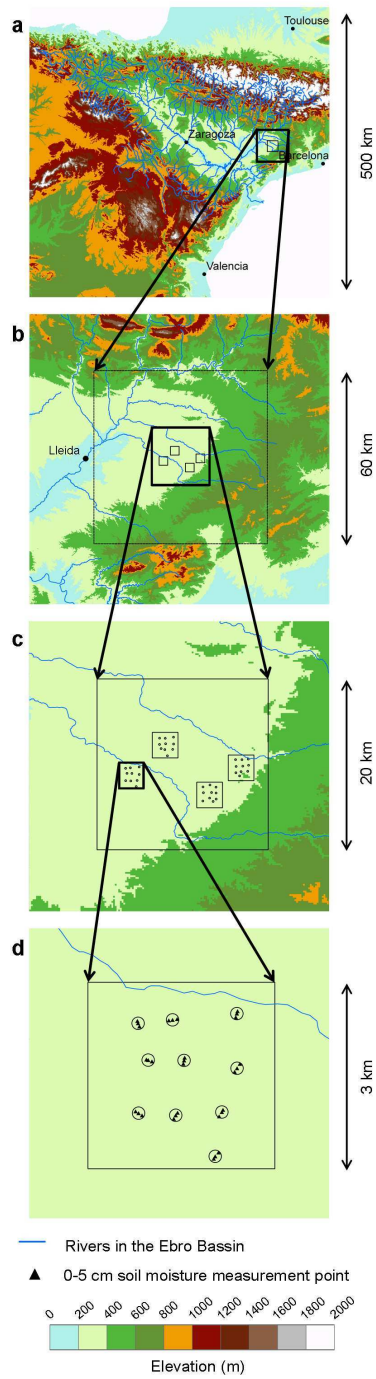 a
Toulouse
Zaragoza
Barcelona
Valencia
500 km
b
Lleida
60 km
c
20 km
d
3 km
Rivers in the Ebro Bassin
0-5 cm soil moisture measurement point
0 200 400 600 800 1000 1200 1400 1600 1800 2000
Elevation (m)